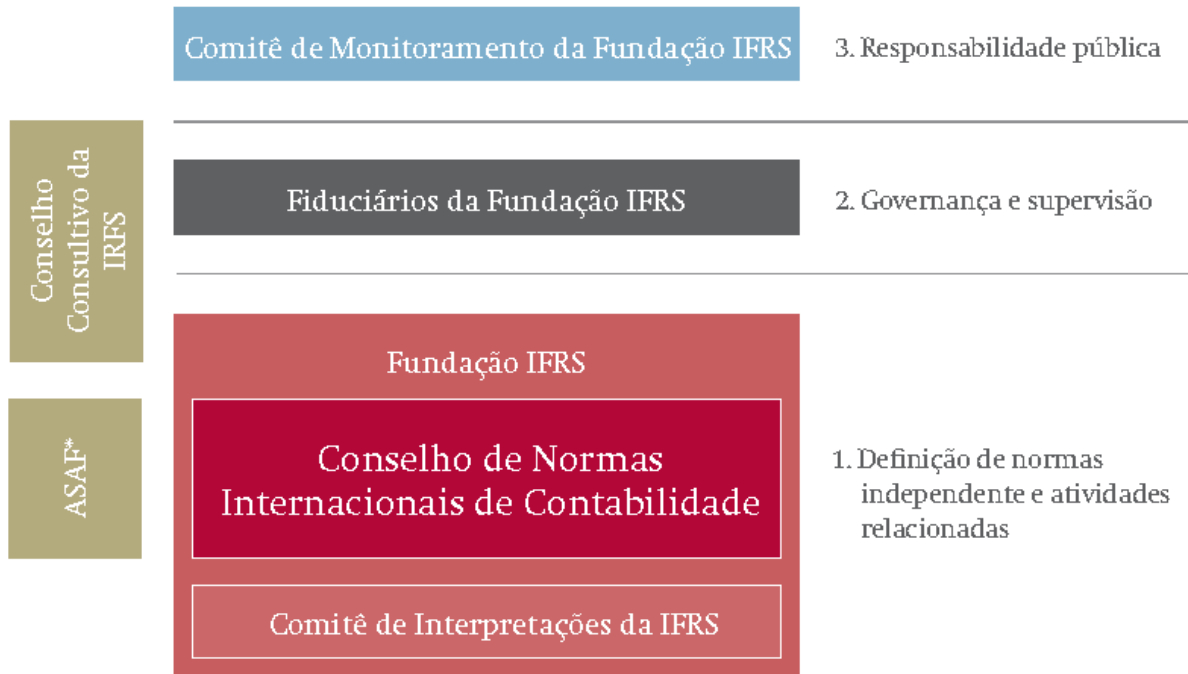 Comitê de Monitoramento da Fundação IFRS
3. Responsabilidade pública
Conselho
Consultivo da
IRFS
Fiduciários da Fundação IFRS
2. Governança e supervisão
Fundação IFRS
ASAF*
Conselho de Normas
Internacionais de Contabilidade
1. Definição de normas
independente e atividades
relacionadas
Comitê de Interpretações da IFRS